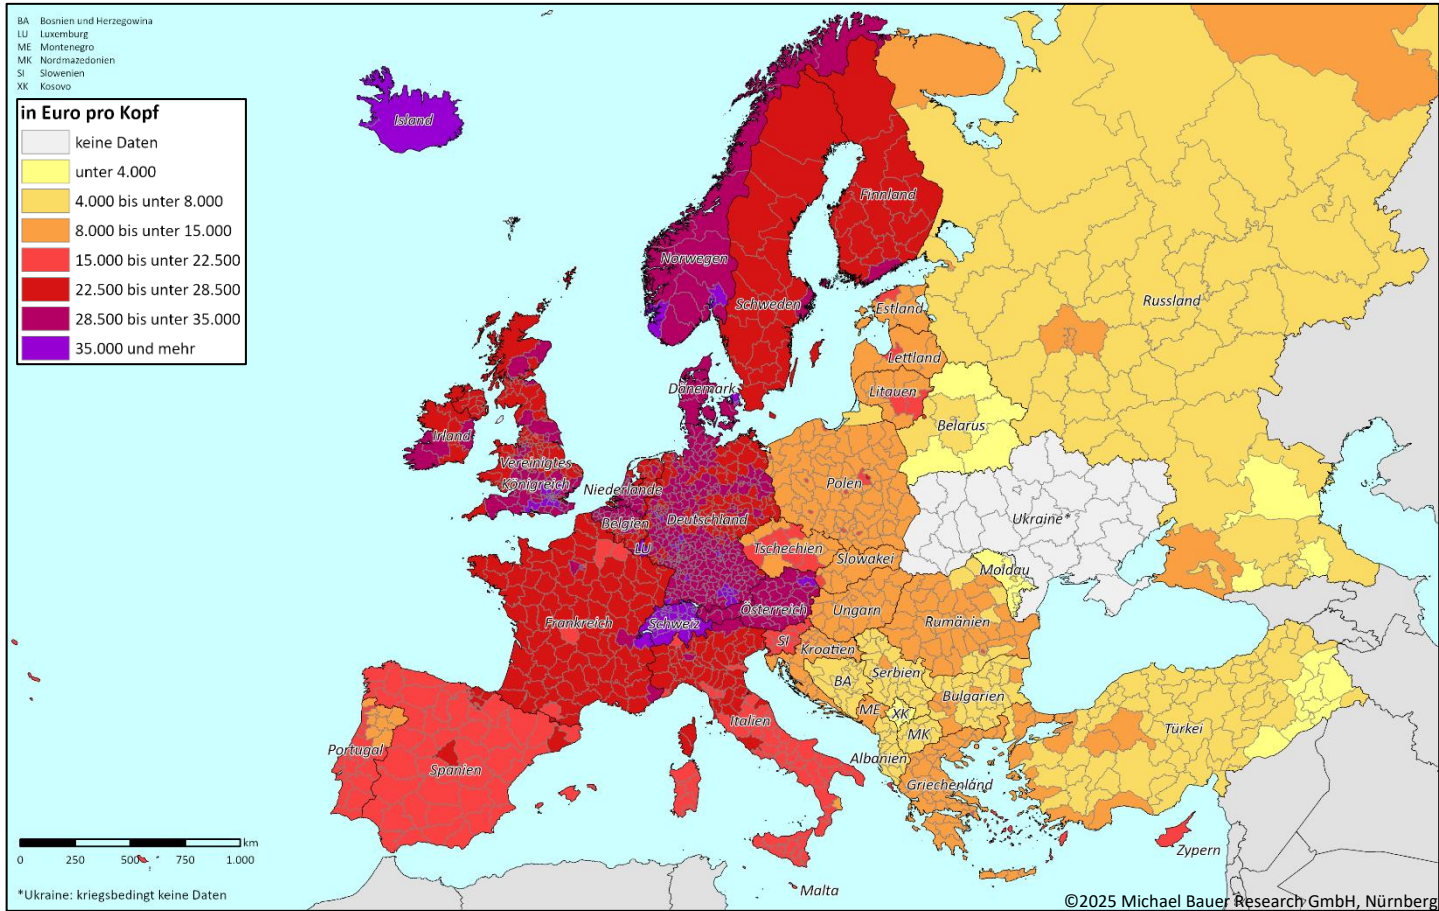 BA Bosnien und Herzegowina
LU Luxemburg
ME Montenegro
MK Nordmazedonien
SI Slowenien
XK Kosovo
in Euro pro Kopf
keine Daten
unter 4.000
4.000 bis unter 8.000
8.000 bis unter 15.000
15.000 bis unter 22.500
22.500 bis unter 28.500
28.500 bis unter 35.000
35.000 und mehr
Island
Finnland
Norwegen
Schweden
Russland
Estland
Lettland
Dänemark
Litauen
Belarus
Irland
Vereinigtes
Königreich
Niederlande
Polen
Belgien
Deutschland
Ukraine*
LU
Tschechien
Slowakei
Moldau
Österreich
Ungarn
Frankreich
Schweiz
Rumänien
SI
Kroatien
BA
Serbien
Bulgarien
ME
XK
Italien
Türkei
MK
Portugal
Albanien
Spanien
Griechenland
km
0 250 500 750 1.000
Zypern
Malta
*Ukraine: kriegsbedingt keine Daten
©2025 Michael Bauer Research GmbH, Nürnberg